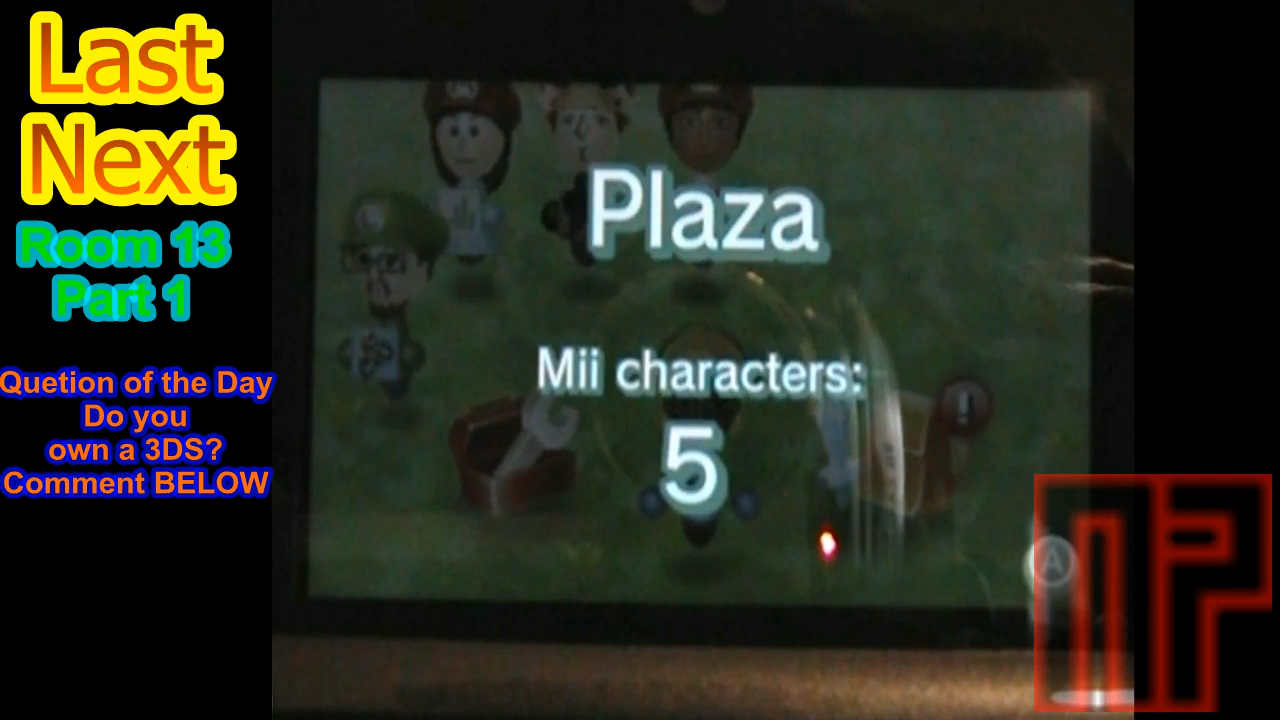 Last
Next
Room 13
Part 1
Quetion of the Day
Do you
own a 3DS?
Comment BELOW
Plaza
Mii characters:
5
!
A